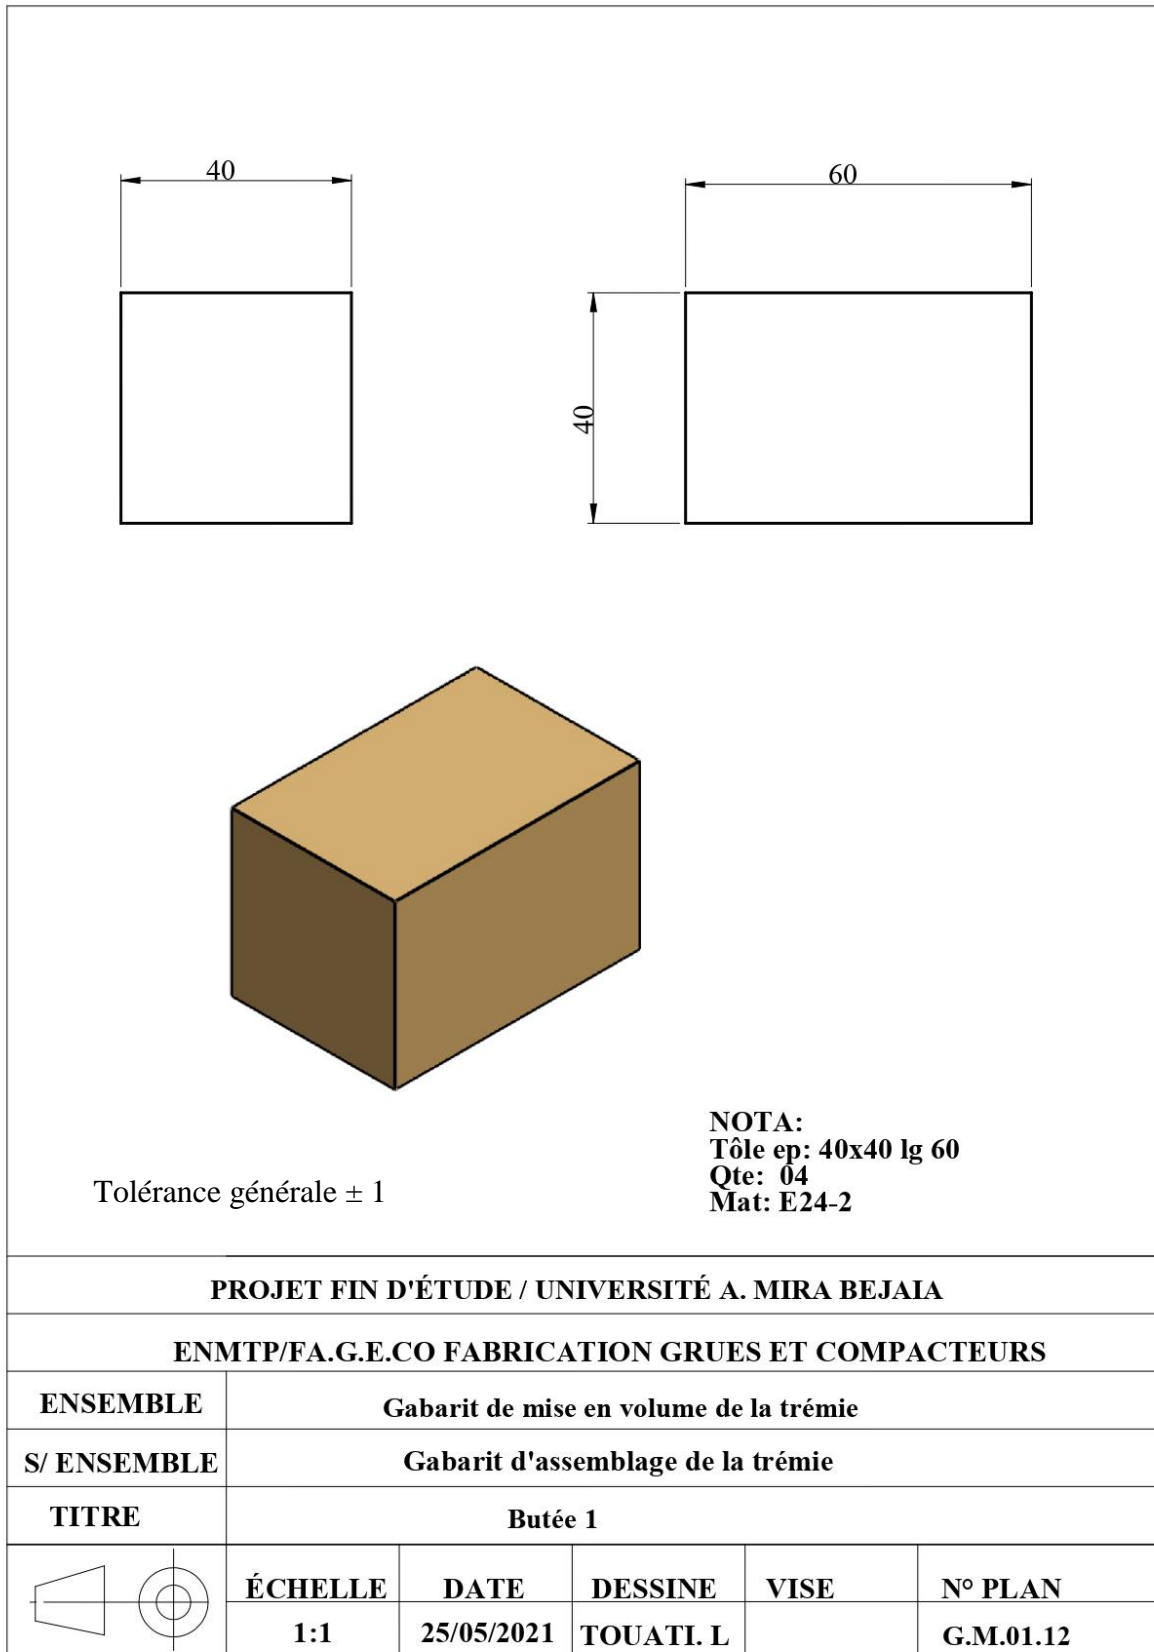 40
60
40
NOTA:
Tôle ep: 40x40 lg 60
Qte: 04
Mat: E24-2
Tolérance générale ± 1
PROJET FIN D'ÉTUDE / UNIVERSITÉ A. MIRA BEJAIA
ENMTP/FA.G.E.CO FABRICATION GRUES ET COMPACTEURS
ENSEMBLE Gabarit de mise en volume de la trémie
S/ ENSEMBLE Gabarit d'assemblage de la trémie
TITRE Butée 1
ÉCHELLE DATE DESSINE VISE N° PLAN
1:1 25/05/2021 TOUATI. L G.M.01.12